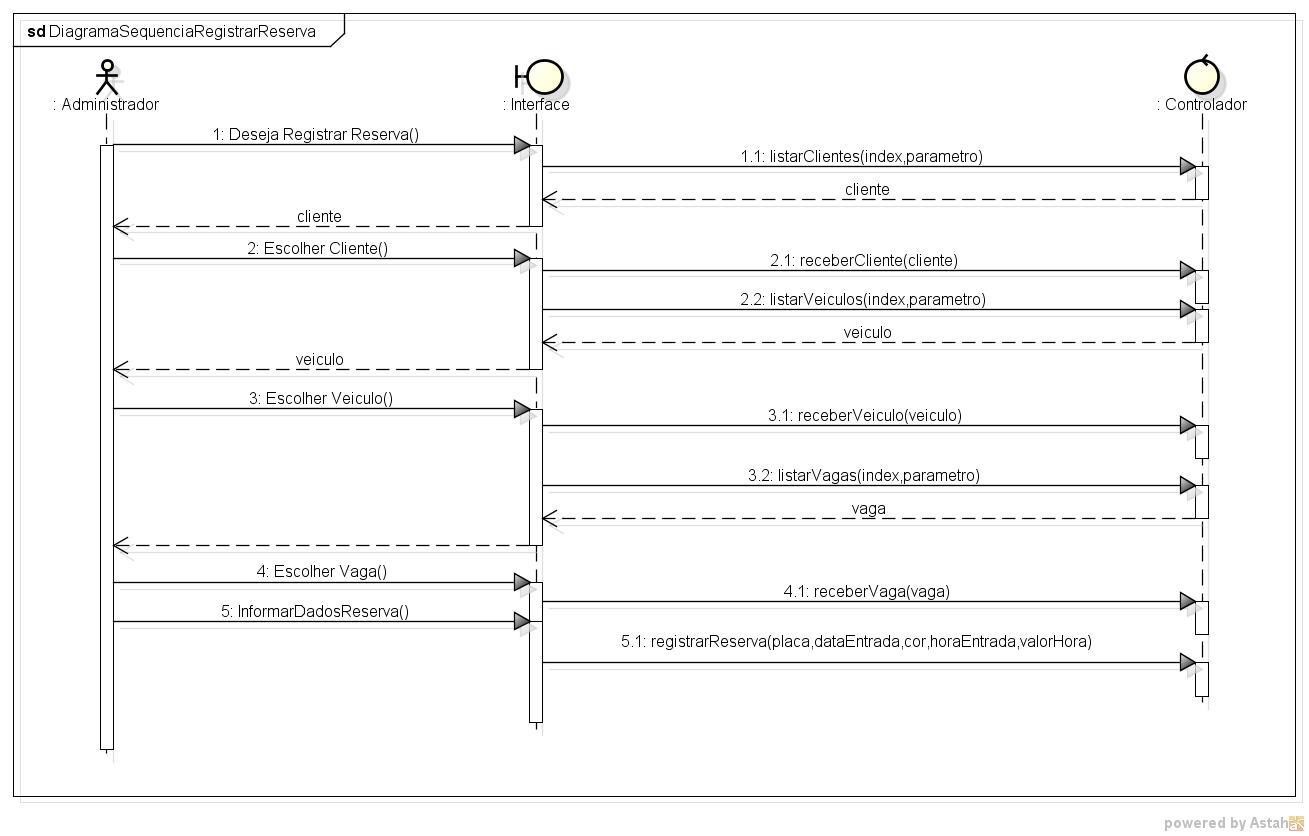 sd DiagramaSequenciaRegistrarReserva
: Administrador
: Interface
: Controlador
1: Deseja Registrar Reserva()
1.1: listarClientes(index,parametro)
cliente
cliente
2: Escolher Cliente()
2.1: receberCliente(cliente)
2.2: listarVeiculos(index,parametro)
veiculo
veiculo
3: Escolher Veiculo()
3.1: receberVeiculo(veiculo)
3.2: listarVagas(index,parametro)
vaga
4: Escolher Vaga()
4.1: receberVaga(vaga)
5: InformarDadosReserva()
5.1: registrarReserva(placa,dataEntrada,cor,horaEntrada,valorHora)
powered by Astah